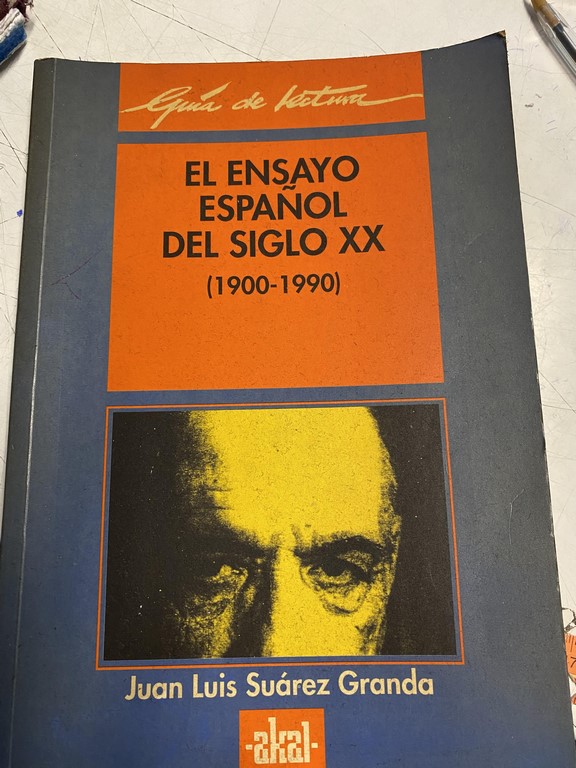 Guía de lectura
EL ENSAYO
ESPAÑOL
DEL SIGLO XX
(1900-1990)
Juan Luis Suárez Granda
-akal-